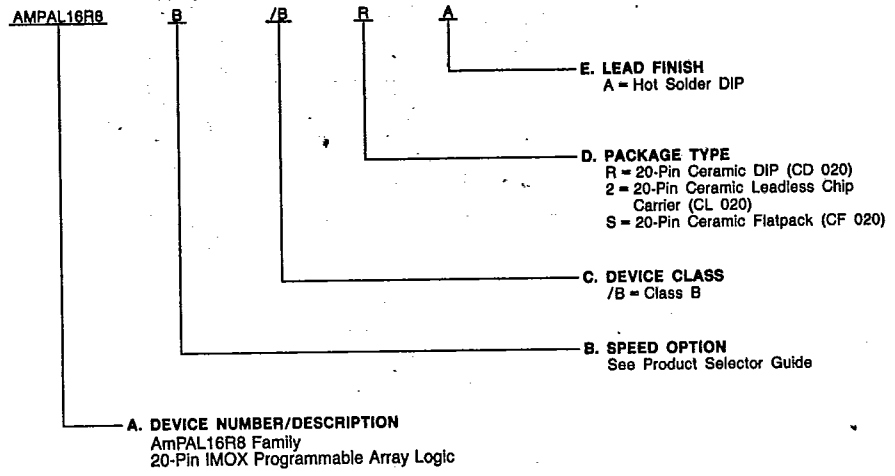 AMPAL16R8 B /B R A
E. LEAD FINISH
A = Hot Solder DIP
D. PACKAGE TYPE
R = 20-Pin Ceramic DIP (CD 020)
2 = 20-Pin Ceramic Leadless Chip
Carrier (CL 020)
S = 20-Pin Ceramic Flatpack (CF 020)
C. DEVICE CLASS
/B = Class B
B. SPEED OPTION
See Product Selector Guide
A. DEVICE NUMBER/DESCRIPTION
AmPAL16R8 Family
20-Pin IMOX Programmable Array Logic